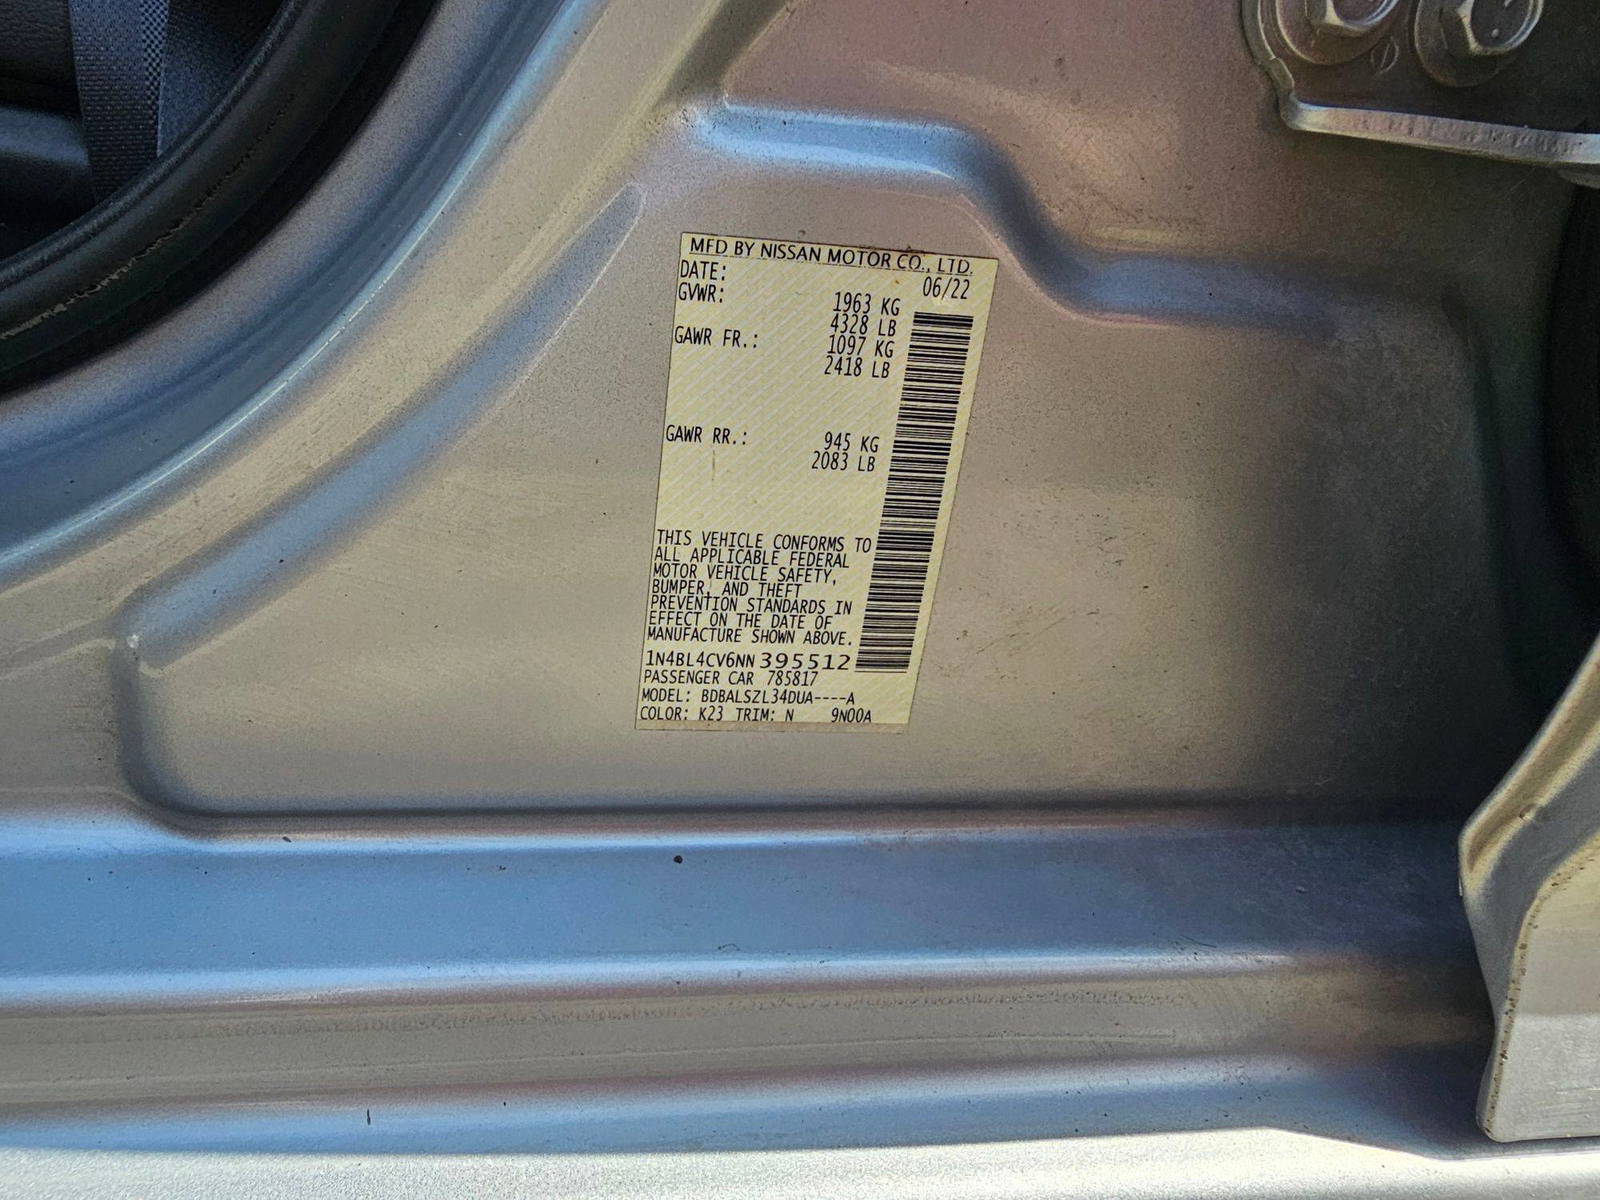 MFD BY NISSAN MOTOR CO., LTD.
DATE: 06/22
GVWR: 1963 KG
4328 LB
GAWR FR.: 1097 KG
2418 LB
GAWR RR.: 945 KG
2083 LB
THIS VEHICLE CONFORMS TO
ALL APPLICABLE FEDERAL
MOTOR VEHICLE SAFETY,
BUMPER, AND THEFT
PREVENTION STANDARDS IN
EFFECT ON THE DATE OF
MANUFACTURE SHOWN ABOVE.
1N4BL4CV6NN395512
PASSENGER CAR 785817
MODEL: BDBALSZL34DUA----A
COLOR: K23 TRIM: N 9N00A